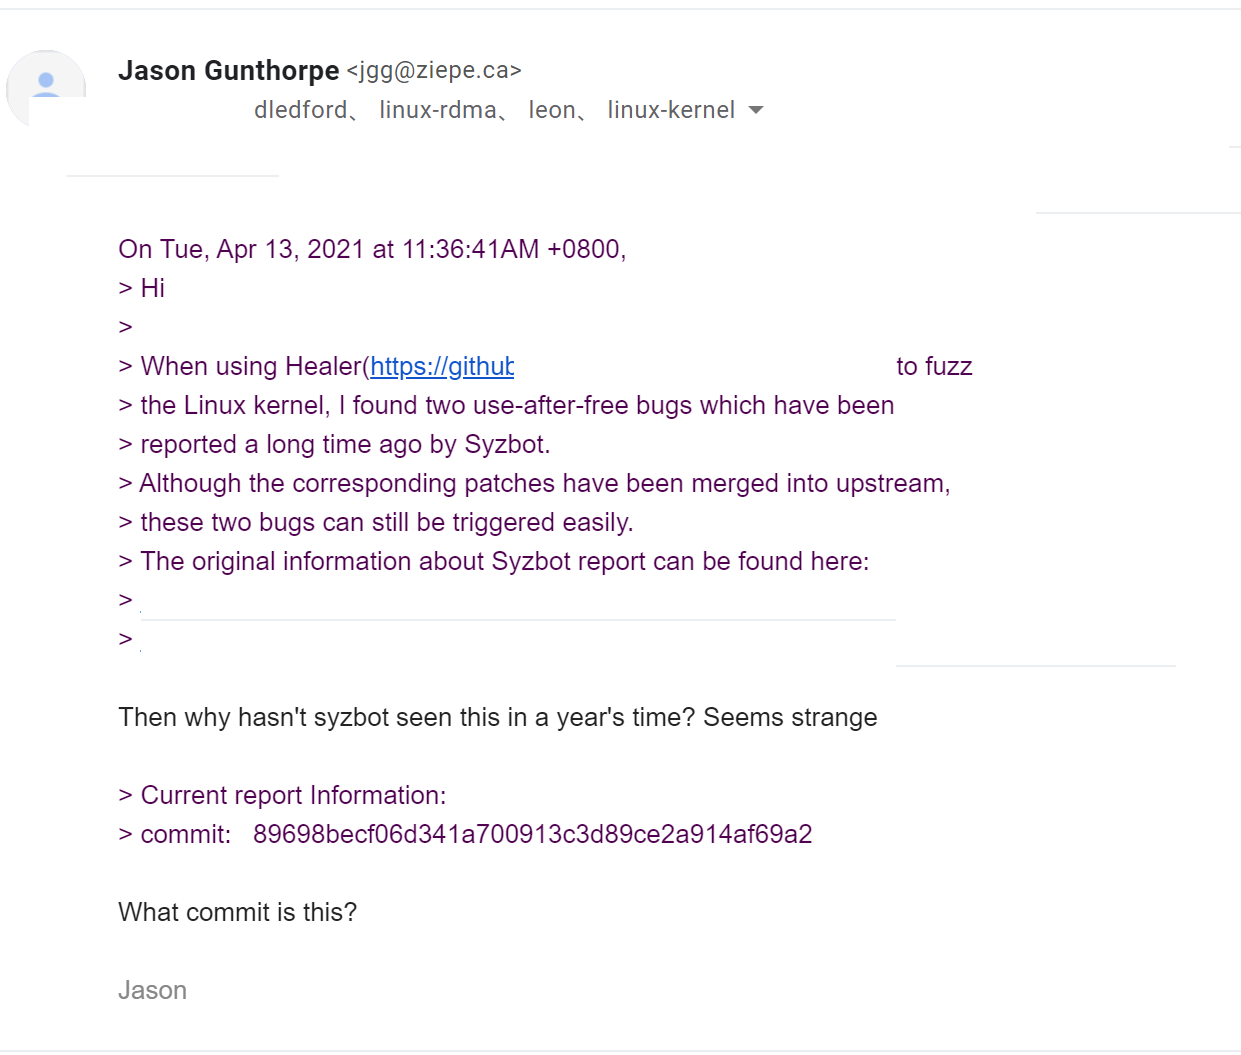 Jason Gunthorpe <jgg@ziepe.ca>
dledford、 linux-rdma、 leon、 linux-kernel
On Tue, Apr 13, 2021 at 11:36:41AM +0800,
> Hi
>
> When using Healer(https://github to fuzz
> the Linux kernel, I found two use-after-free bugs which have been
> reported a long time ago by Syzbot.
> Although the corresponding patches have been merged into upstream,
> these two bugs can still be triggered easily.
> The original information about Syzbot report can be found here:
>
>
Then why hasn't syzbot seen this in a year's time? Seems strange
> Current report Information:
> commit: 89698becf06d341a700913c3d89ce2a914af69a2
What commit is this?
Jason